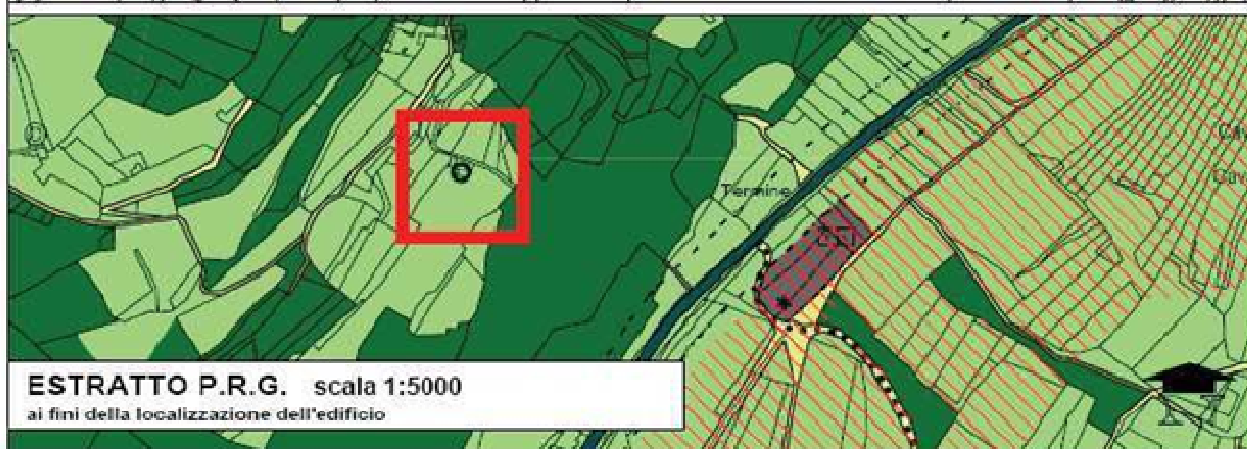 Termine
ESTRATTO P.R.G. scala 1:5000
ai fini della localizzazione dell'edificio